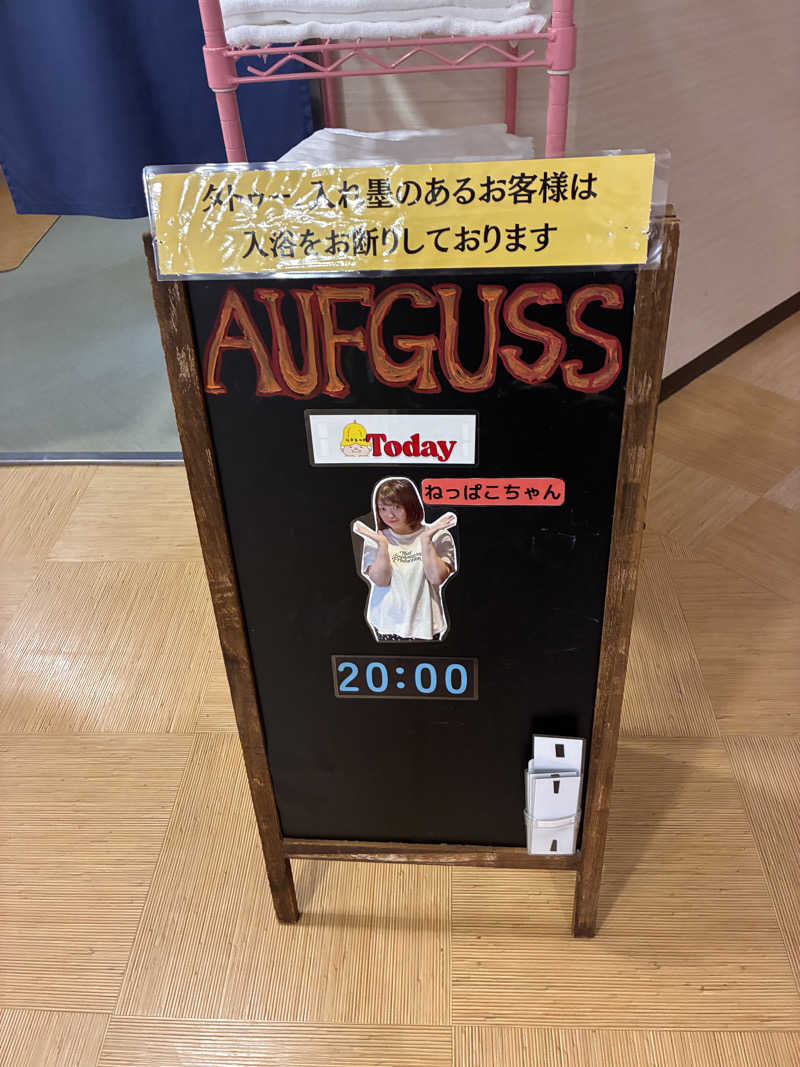 タトゥー 入れ墨のあるお客様は
入浴をお断りしております
AUFGUSS
Today
ねっぱこちゃん
20:00